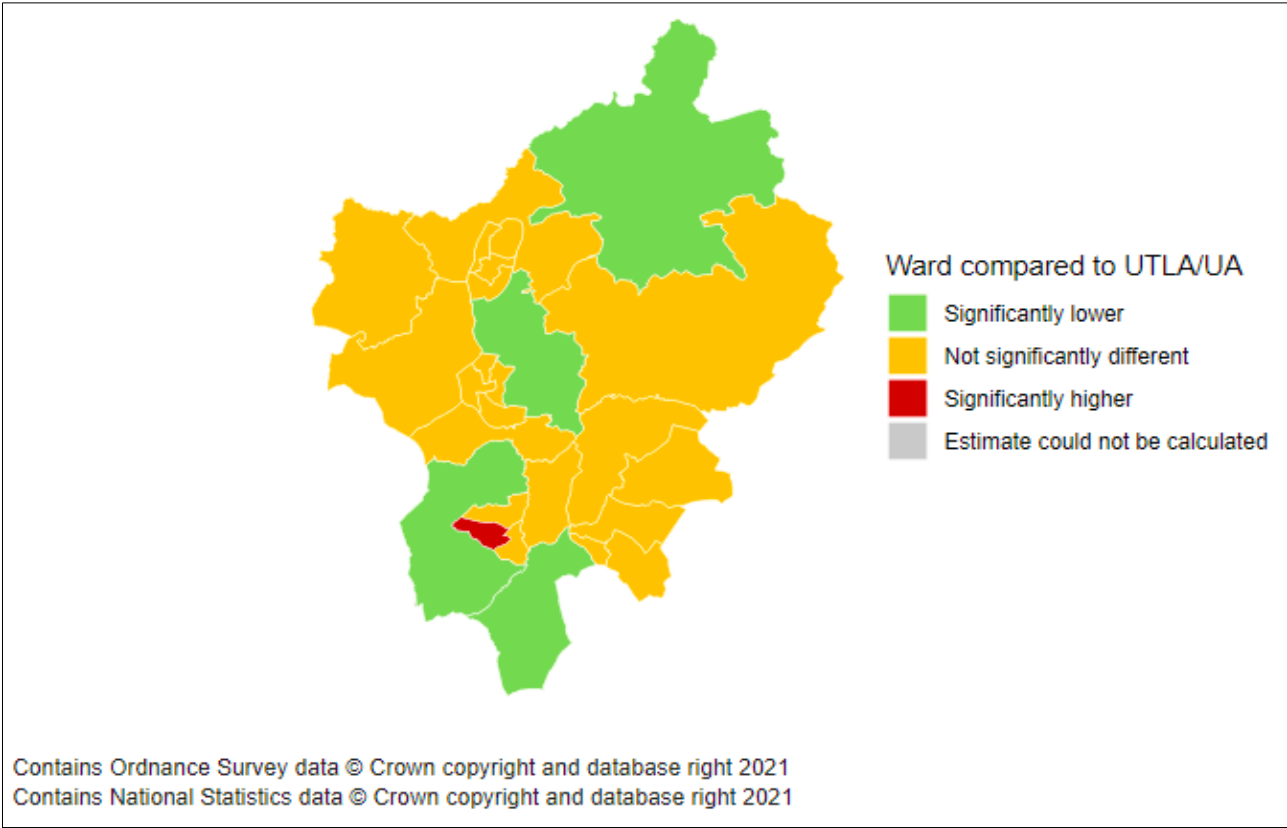 Ward compared to UTLA/UA
Significantly lower
Not significantly different
Significantly higher
Estimate could not be calculated
Contains Ordnance Survey data © Crown copyright and database right 2021
Contains National Statistics data © Crown copyright and database right 2021